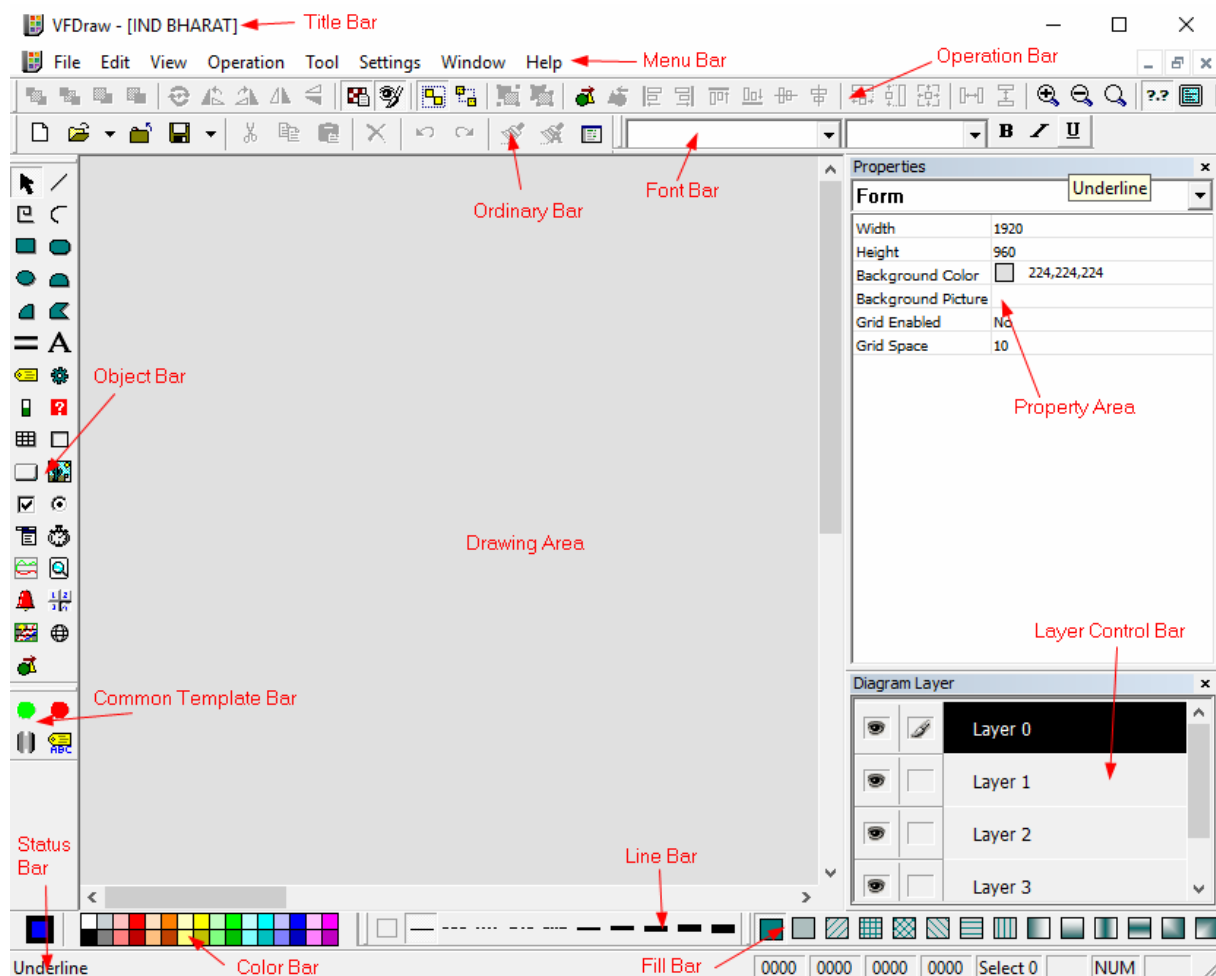 VFDraw - [IND BHARAT] Title Bar
File Edit View Operation Tool Settings Window Help Menu Bar Operation Bar
?.?
B I U
Font Bar
Ordinary Bar
Properties
Underline
Form
Width 1920
Height 960
Background Color 224,224,224
Background Picture
Grid Enabled No
Grid Space 10
A
Object Bar
Property Area
Drawing Area
Layer Control Bar
Common Template Bar
ABC
Diagram Layer
Layer 0
Layer 1
Layer 2
Layer 3
Status
Bar
Line Bar
Underline Color Bar Fill Bar 0000 0000 0000 0000 Select 0 NUM